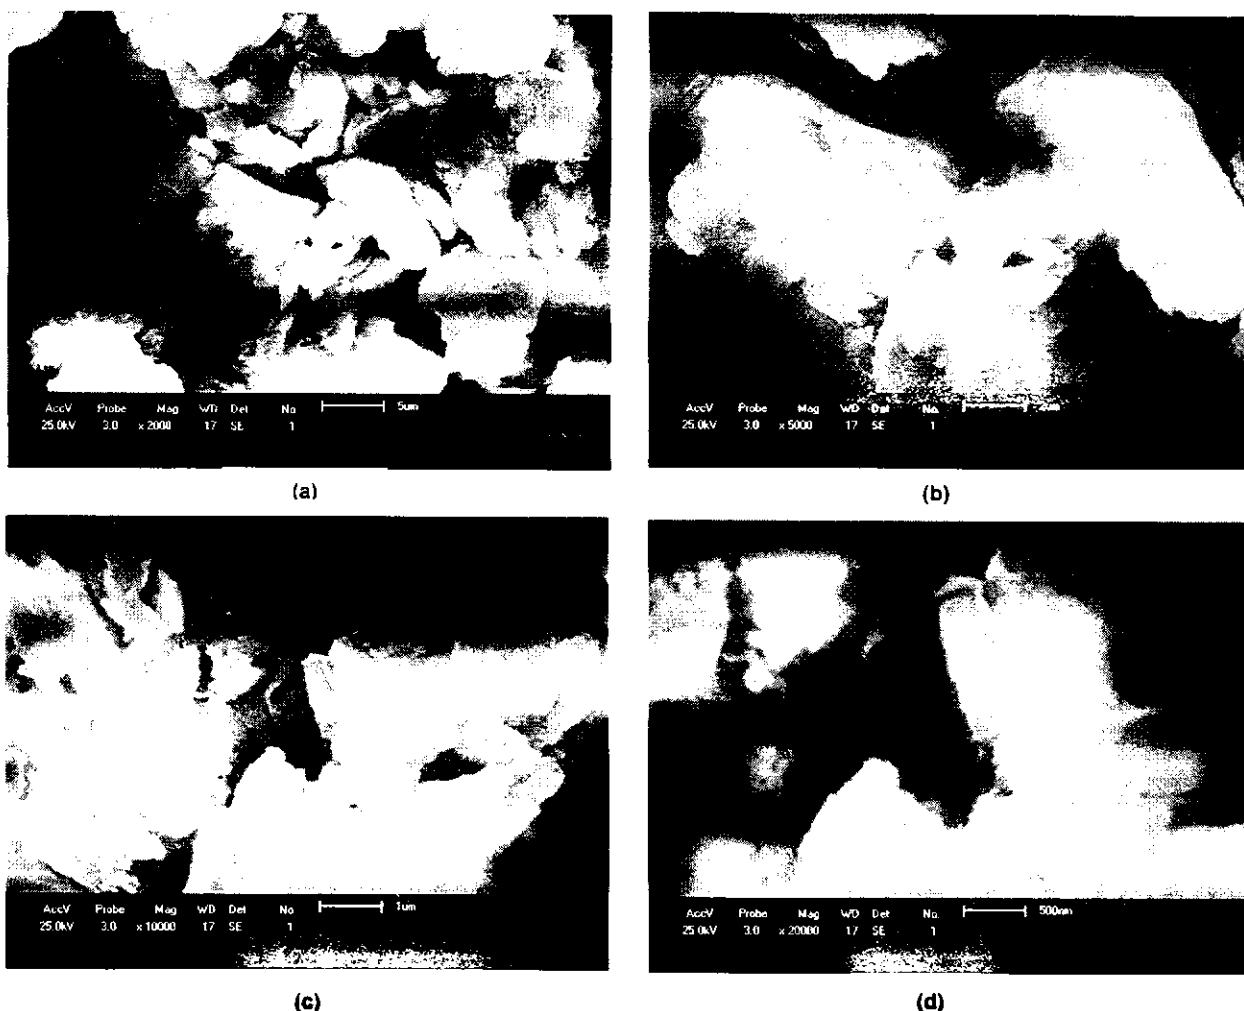 AccV Probe Mag WD Det No 5um
25.0kV 3.0 x 2000 17 SE 1
(a)
AccV Probe Mag WD Det No
25.0kV 3.0 x 5000 17 SE 1
(b)
AccV Probe Mag WD Det No 1um
25.0kV 3.0 x 10000 17 SE 1
(c)
AccV Probe Mag WD Det No. 500nm
25.0kV 3.0 x 20000 17 SE 1
(d)